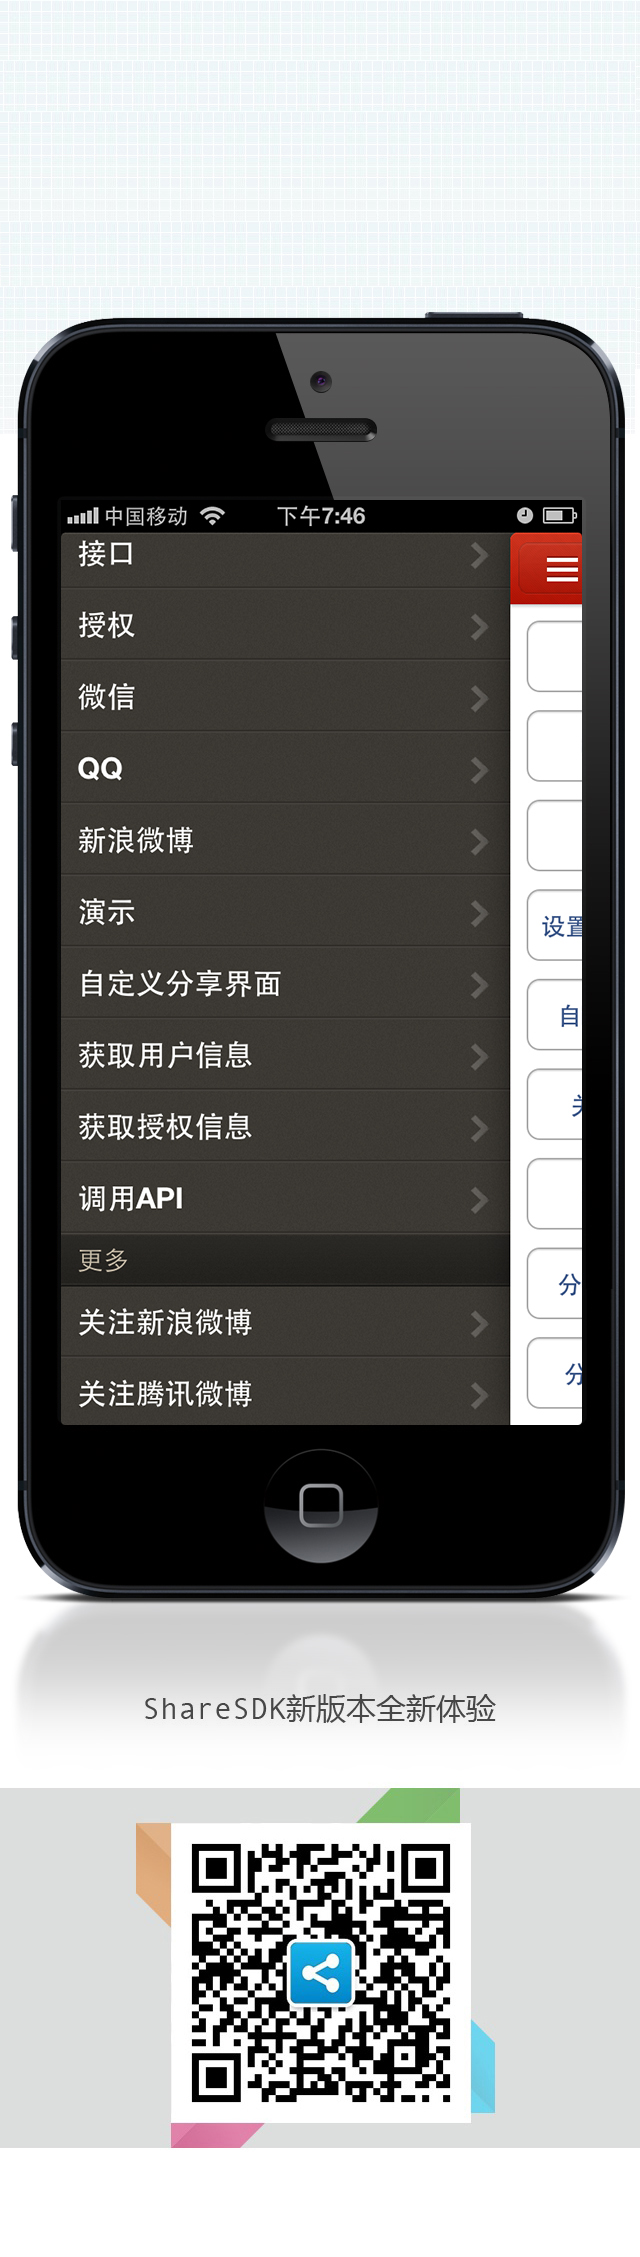 中国移动 下午7:46
接口
授权
微信
QQ
新浪微博
演示
设置
自定义分享界面
自
获取用户信息
关
获取授权信息
调用API
更多
分
关注新浪微博
关注腾讯微博
分
ShareSDK新版本全新体验